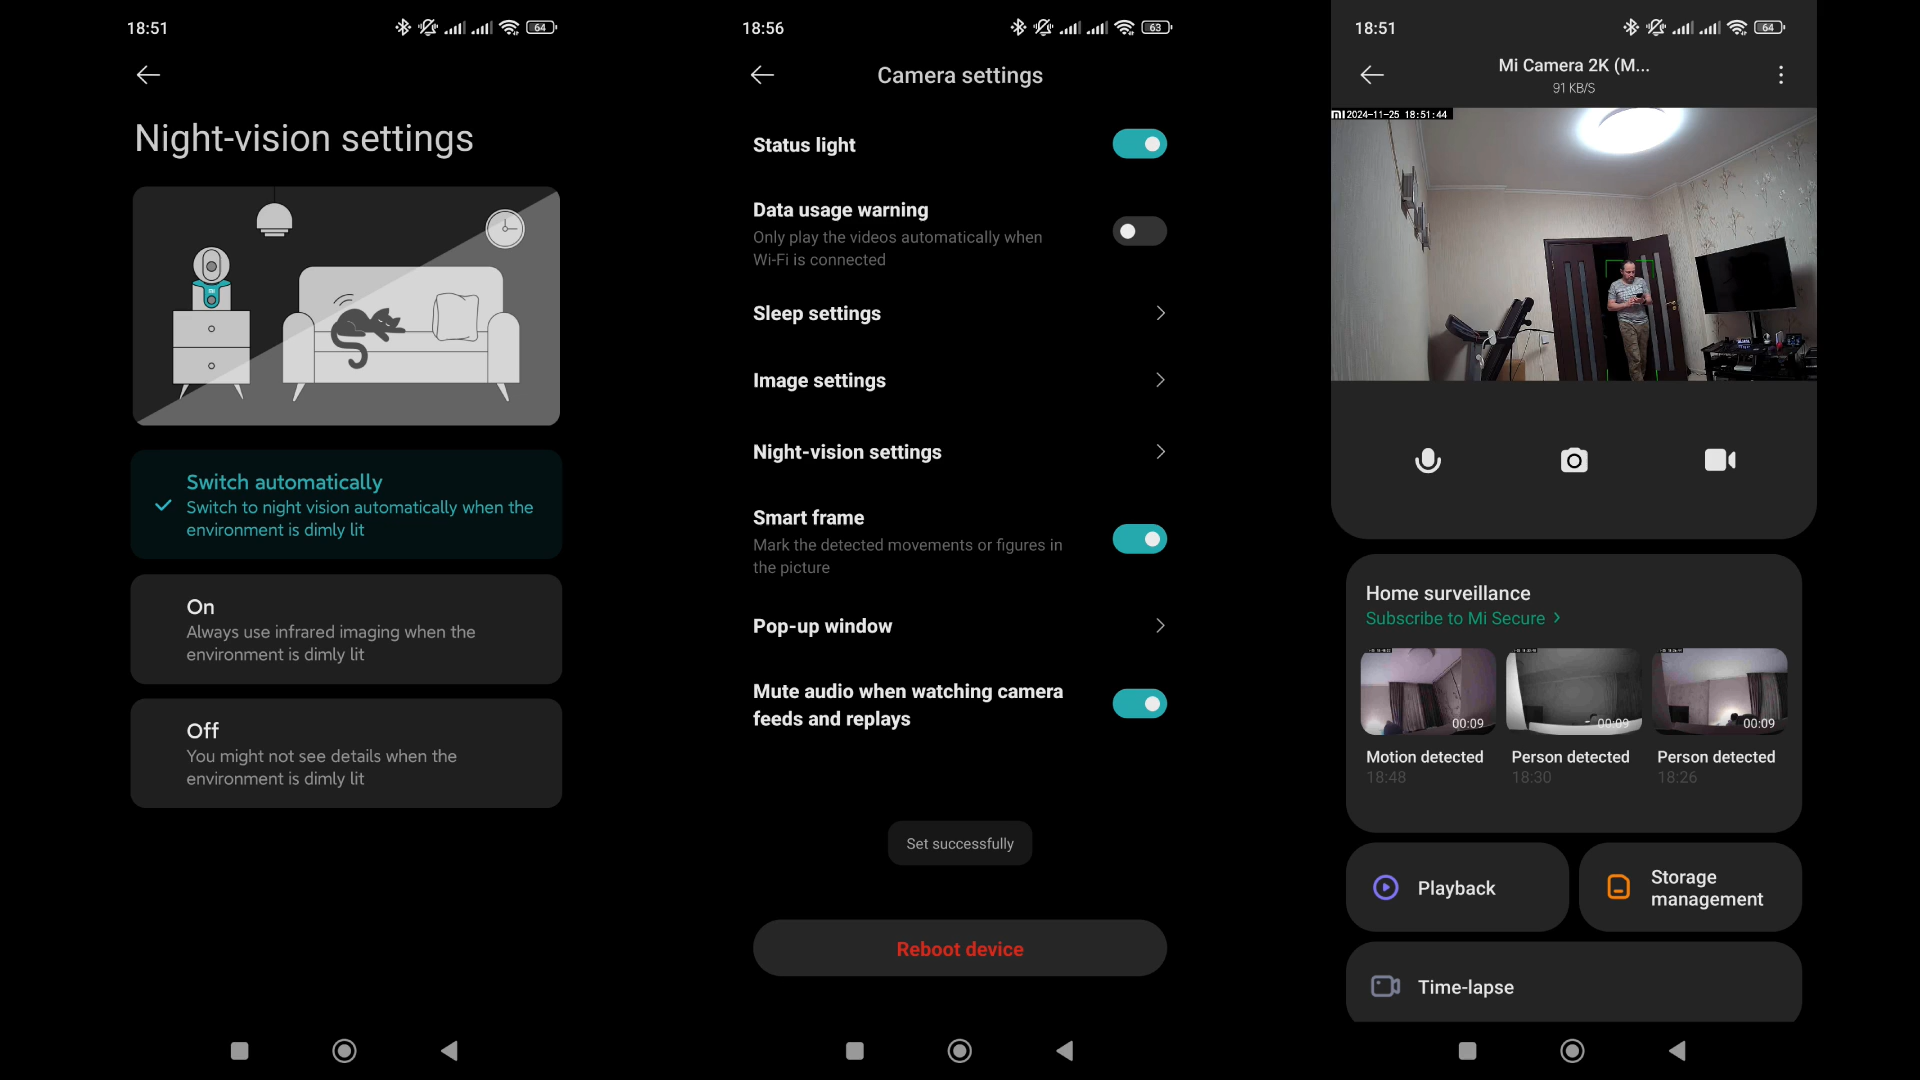 18:51
64
Night-vision settings
Switch automatically
Switch to night vision automatically when the
environment is dimly lit
On
Always use infrared imaging when the
environment is dimly lit
Off
You might not see details when the
environment is dimly lit
18:56
63
Camera settings
Status light
Data usage warning
Only play the videos automatically when
Wi-Fi is connected
Sleep settings
Image settings
Night-vision settings
Smart frame
Mark the detected movements or figures in
the picture
Pop-up window
Mute audio when watching camera
feeds and replays
Set successfully
Reboot device
18:51
64
Mi Camera 2K (M...
91 KB/S
mi 2024-11-25 18:51:44
Home surveillance
Subscribe to Mi Secure
00:09
00:09
00:09
Motion detected
Person detected
Person detected
18:48
18:30
18:26
Playback
Storage
management
Time-lapse